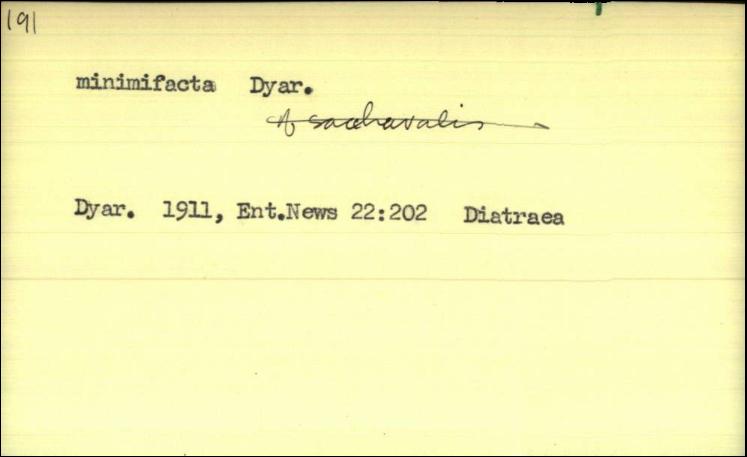 191
minimifacta Dyar.
of saccharalis
Dyar. 1911, Ent.News 22:202 Diatraea